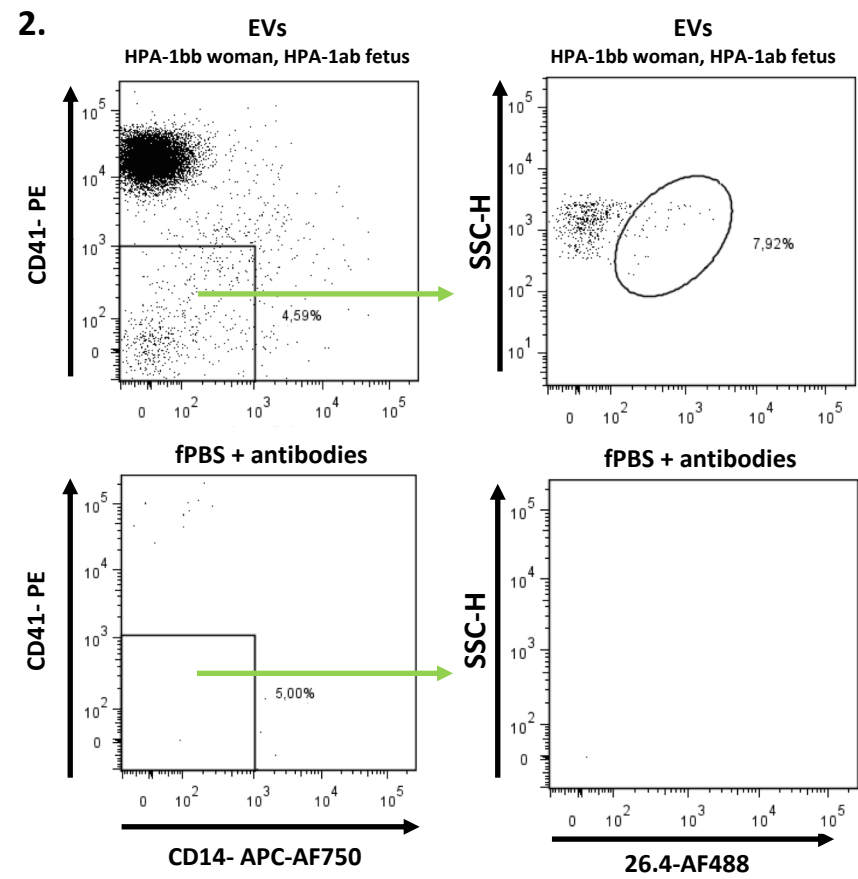 2.
EVs
HPA-1bb woman, HPA-1ab fetus
CD41- PE
10^5
10^4
10^3
10^2
0
4,59%
0 10^2 10^3 10^4 10^5
EVs
HPA-1bb woman, HPA-1ab fetus
SSC-H
10^5
10^4
10^3
10^2
10^1
7,92%
0 10^2 10^3 10^4 10^5
fPBS + antibodies
CD41- PE
10^5
10^4
10^3
10^2
0
5,00%
0 10^2 10^3 10^4 10^5
CD14- APC-AF750
fPBS + antibodies
SSC-H
10^5
10^4
10^3
10^2
0
0 10^2 10^3 10^4 10^5
26.4-AF488